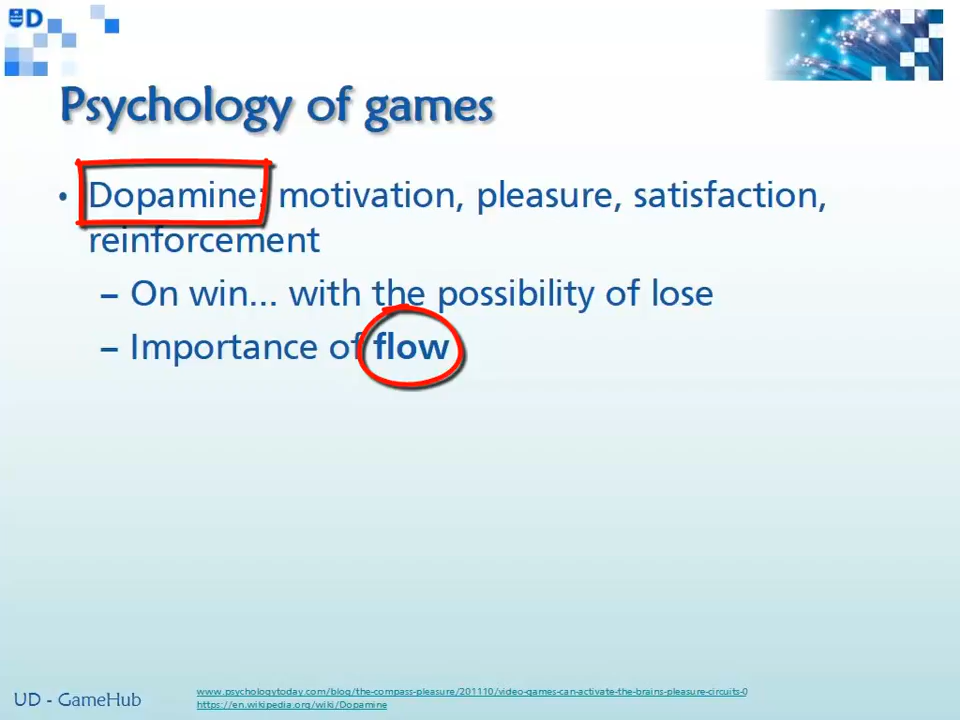 UD
Psychology of games
• Dopamine: motivation, pleasure, satisfaction,
reinforcement
– On win... with the possibility of lose
– Importance of flow
UD - GameHub
www.psychologytoday.com/blog/the-compass-pleasure/201110/video-games-can-activate-the-brains-pleasure-circuits-0
https://en.wikipedia.org/wiki/Dopamine